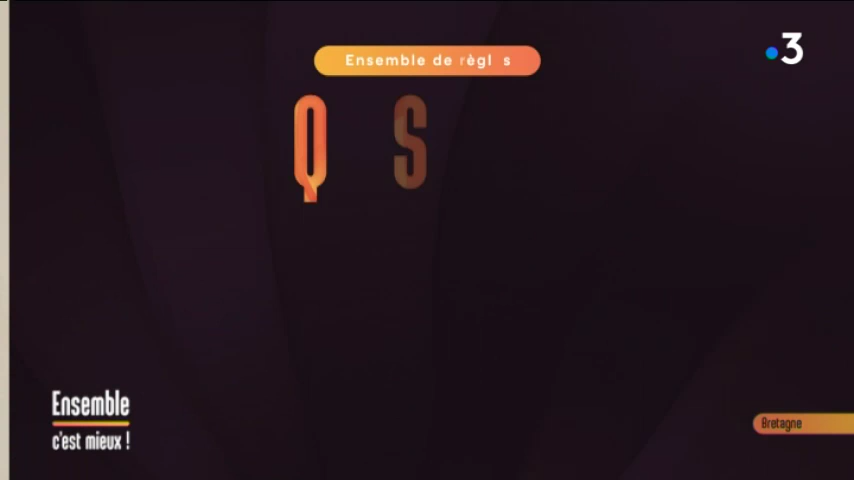 Ensemble de règl s
3
Q S
Ensemble
c'est mieux !
Bretagne